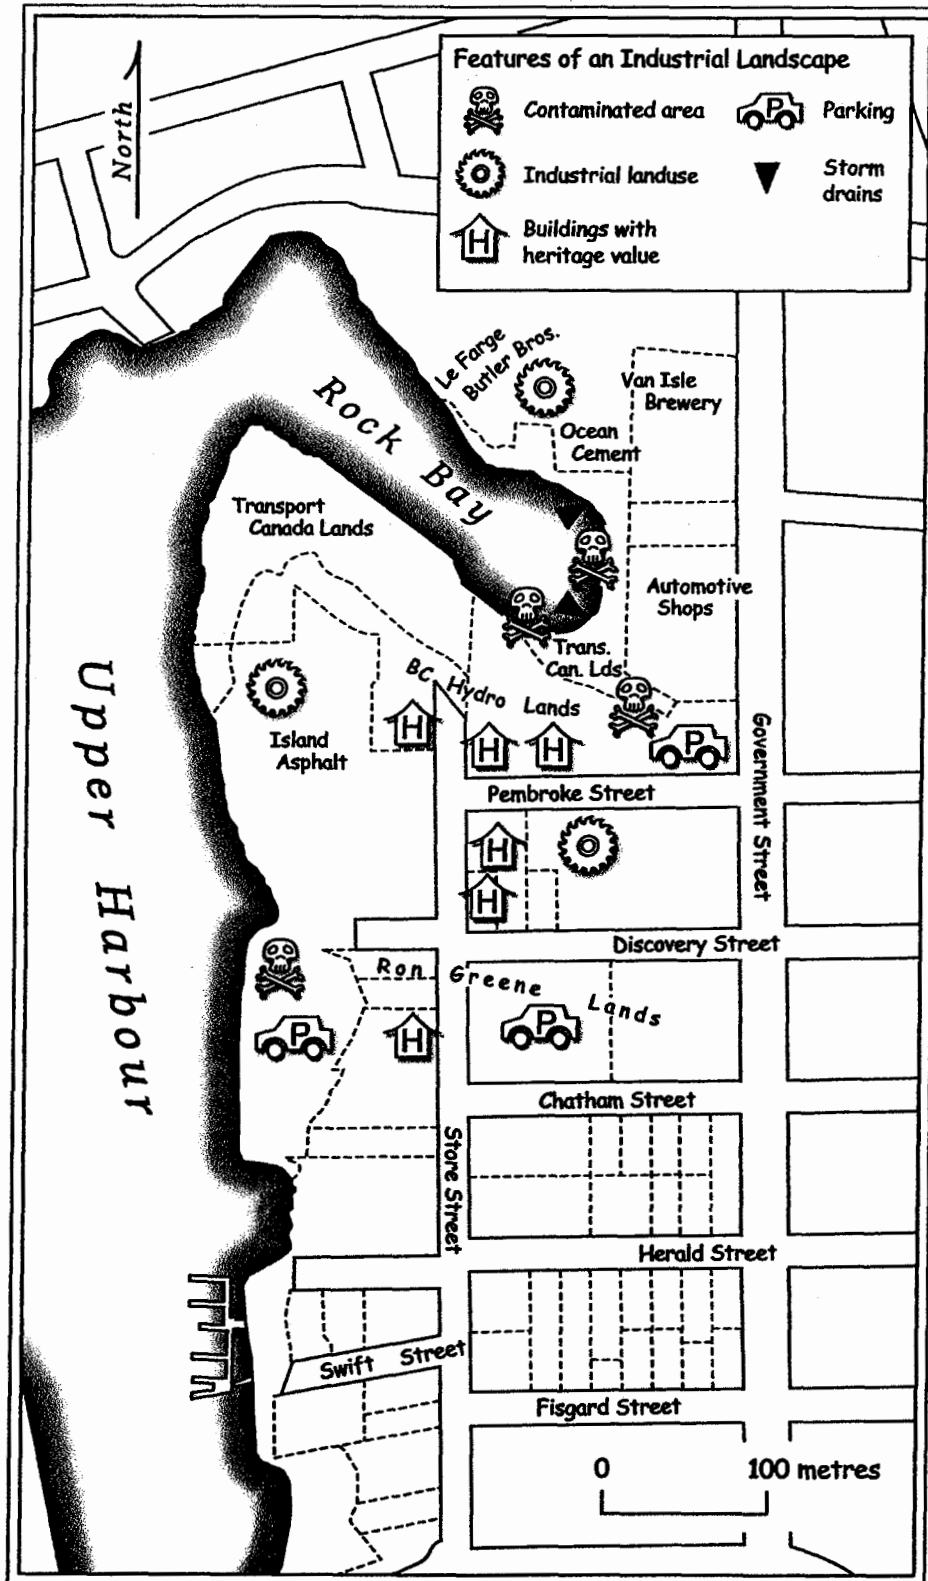 North
Features of an Industrial Landscape
Contaminated area
P
Parking
Industrial landuse
Storm
drains
H
Buildings with
heritage value
Le Farge
Butler Bros.
Van Isle
Brewery
Ocean
Cement
Rock Bay
Transport
Canada Lands
Automotive
Shops
Trans.
Can. Lds
BC Hydro Lands
Upper Harbour
Island
Asphalt
H
H
H
P
Government Street
Pembroke Street
H
H
Discovery Street
Ron Greene Lands
P
H
P
Chatham Street
Store Street
Herald Street
Swift Street
Fisgard Street
0 100 metres